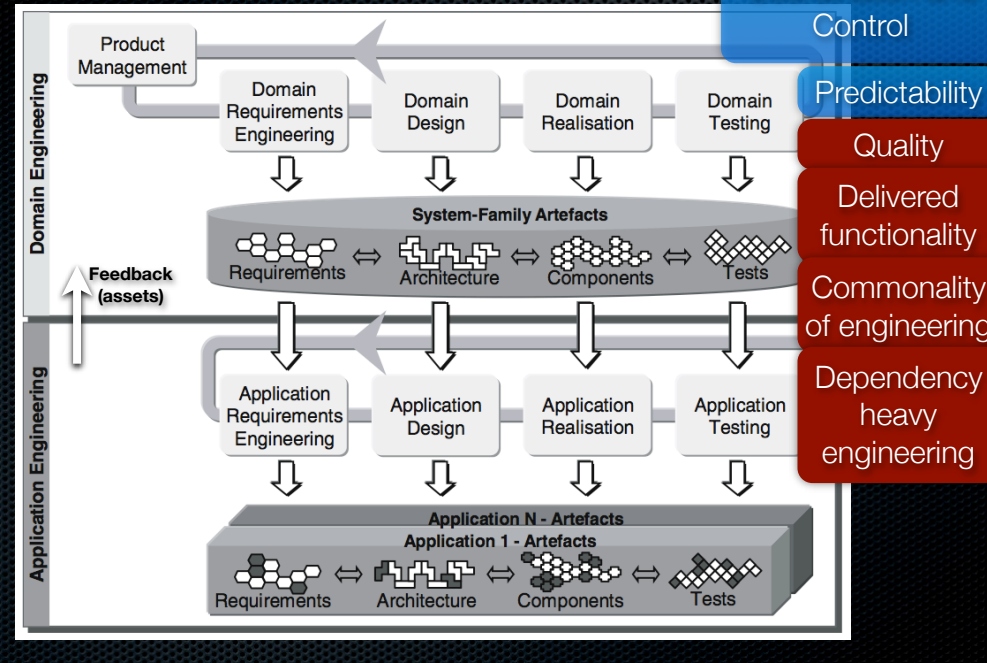 Control
Product
Management
Domain
Requirements
Engineering
Domain
Design
Domain
Realisation
Domain
Testing
Predictability
Quality
Delivered
functionality
Commonality
of engineering
Dependency
heavy
engineering
Domain Engineering
System-Family Artefacts
Requirements
Architecture
Components
Tests
Feedback
(assets)
Application Engineering
Application
Requirements
Engineering
Application
Design
Application
Realisation
Application
Testing
Application N - Artefacts
Application 1 - Artefacts
Requirements
Architecture
Components
Tests